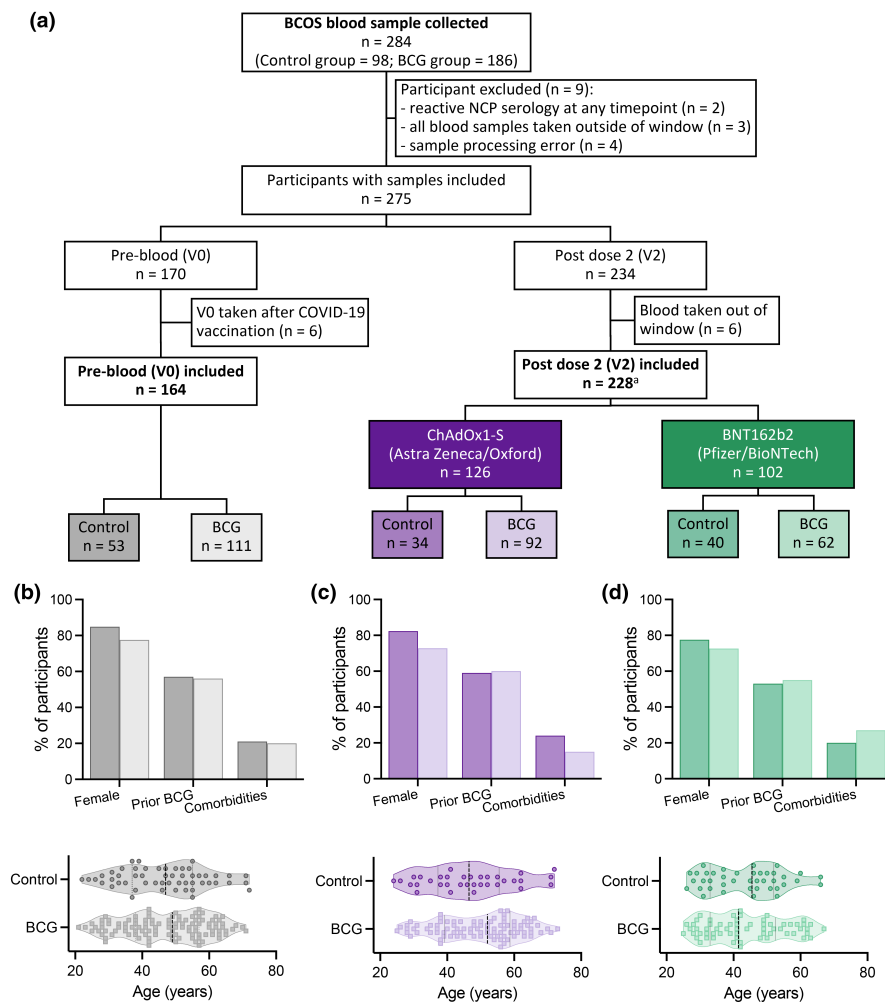 (a)
BCOS blood sample collected
n = 284
(Control group = 98; BCG group = 186)
Participant excluded (n = 9):
- reactive NCP serology at any timepoint (n = 2)
- all blood samples taken outside of window (n = 3)
- sample processing error (n = 4)
Participants with samples included
n = 275
Pre-blood (V0)
n = 170
Post dose 2 (V2)
n = 234
V0 taken after COVID-19
vaccination (n = 6)
Blood taken out of
window (n = 6)
Pre-blood (V0) included
n = 164
Post dose 2 (V2) included
n = 228ᵃ
ChAdOx1-S
(Astra Zeneca/Oxford)
n = 126
BNT162b2
(Pfizer/BioNTech)
n = 102
Control
n = 53
BCG
n = 111
Control
n = 34
BCG
n = 92
Control
n = 40
BCG
n = 62
(b)
% of participants
100
80
60
40
20
0
Female
Prior BCG
Comorbidities
Control
BCG
20
40
60
80
Age (years)
(c)
% of participants
100
80
60
40
20
0
Female
Prior BCG
Comorbidities
Control
BCG
20
40
60
80
Age (years)
(d)
% of participants
100
80
60
40
20
0
Female
Prior BCG
Comorbidities
Control
BCG
20
40
60
80
Age (years)